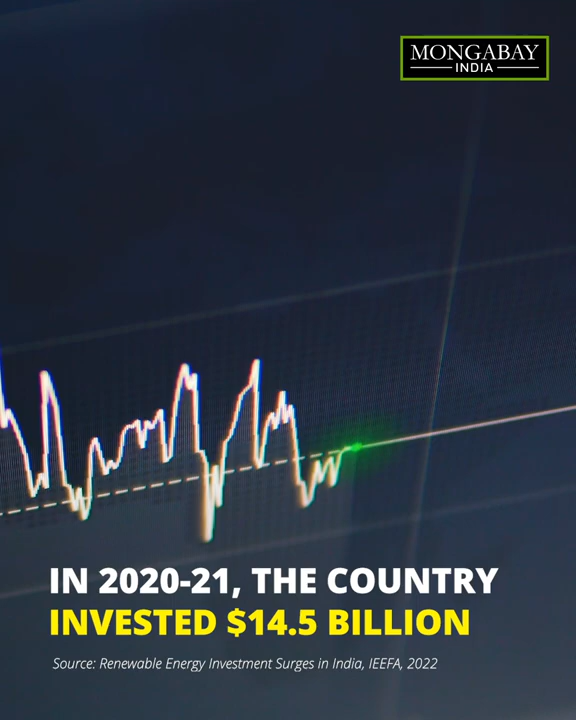 MONGABAY
INDIA
IN 2020-21, THE COUNTRY
INVESTED $14.5 BILLION
Source: Renewable Energy Investment Surges in India, IEEFA, 2022